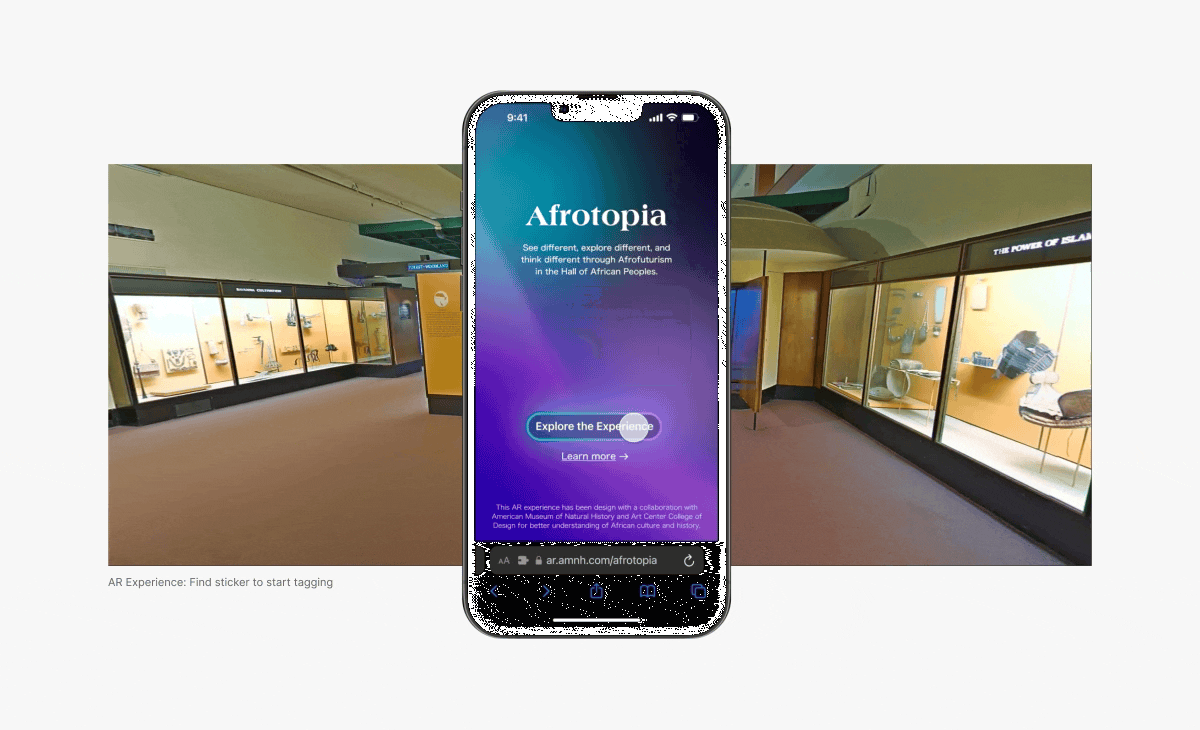 9:41
Afrotopia
See different, explore different, and
think different through Afrofuturism
in the Hall of African Peoples.
Explore the Experience
Learn more →
This AR experience has been design with a collaboration with
American Museum of Natural History and Art Center College of
Design for better understanding of African culture and history.
AA ar.amnh.com/afrotopia
THE POWER OF ISLAM
AR Experience: Find sticker to start tagging